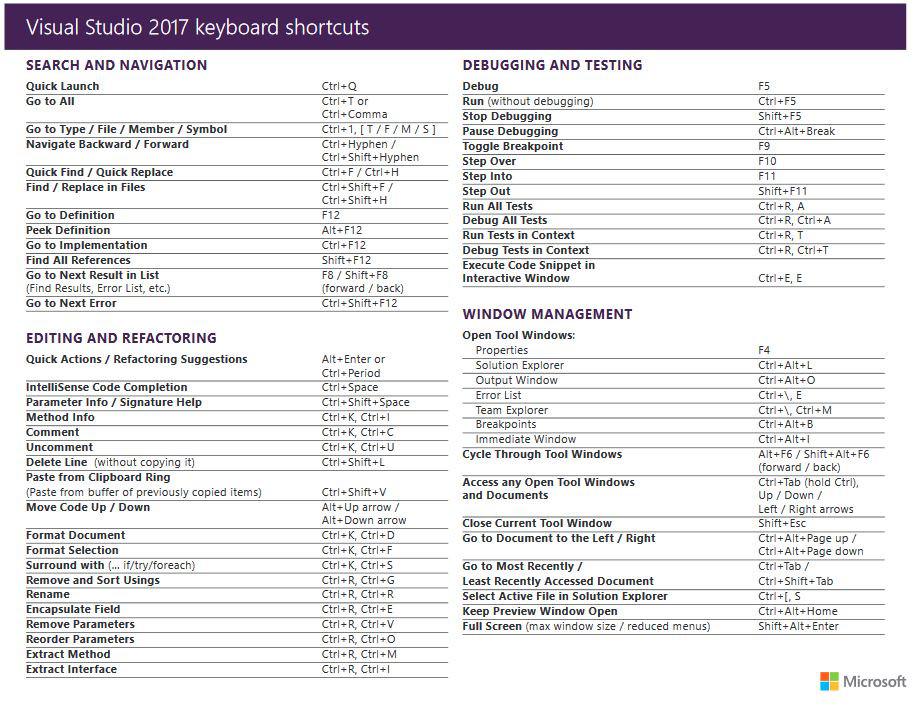 Visual Studio 2017 keyboard shortcuts
SEARCH AND NAVIGATION
Quick Launch Ctrl+Q
Go to All Ctrl+T or
Ctrl+Comma
Go to Type / File / Member / Symbol Ctrl+1, [ T / F / M / S ]
Navigate Backward / Forward Ctrl+Hyphen /
Ctrl+Shift+Hyphen
Quick Find / Quick Replace Ctrl+F / Ctrl+H
Find / Replace in Files Ctrl+Shift+F /
Ctrl+Shift+H
Go to Definition F12
Peek Definition Alt+F12
Go to Implementation Ctrl+F12
Find All References Shift+F12
Go to Next Result in List F8 / Shift+F8
(Find Results, Error List, etc.) (forward / back)
Go to Next Error Ctrl+Shift+F12
EDITING AND REFACTORING
Quick Actions / Refactoring Suggestions Alt+Enter or
Ctrl+Period
IntelliSense Code Completion Ctrl+Space
Parameter Info / Signature Help Ctrl+Shift+Space
Method Info Ctrl+K, Ctrl+I
Comment Ctrl+K, Ctrl+C
Uncomment Ctrl+K, Ctrl+U
Delete Line (without copying it) Ctrl+Shift+L
Paste from Clipboard Ring
(Paste from buffer of previously copied items) Ctrl+Shift+V
Move Code Up / Down Alt+Up arrow /
Alt+Down arrow
Format Document Ctrl+K, Ctrl+D
Format Selection Ctrl+K, Ctrl+F
Surround with (... if/try/foreach) Ctrl+K, Ctrl+S
Remove and Sort Usings Ctrl+R, Ctrl+G
Rename Ctrl+R, Ctrl+R
Encapsulate Field Ctrl+R, Ctrl+E
Remove Parameters Ctrl+R, Ctrl+V
Reorder Parameters Ctrl+R, Ctrl+O
Extract Method Ctrl+R, Ctrl+M
Extract Interface Ctrl+R, Ctrl+I
DEBUGGING AND TESTING
Debug F5
Run (without debugging) Ctrl+F5
Stop Debugging Shift+F5
Pause Debugging Ctrl+Alt+Break
Toggle Breakpoint F9
Step Over F10
Step Into F11
Step Out Shift+F11
Run All Tests Ctrl+R, A
Debug All Tests Ctrl+R, Ctrl+A
Run Tests in Context Ctrl+R, T
Debug Tests in Context Ctrl+R, Ctrl+T
Execute Code Snippet in
Interactive Window Ctrl+E, E
WINDOW MANAGEMENT
Open Tool Windows:
Properties F4
Solution Explorer Ctrl+Alt+L
Output Window Ctrl+Alt+O
Error List Ctrl+\, E
Team Explorer Ctrl+\, Ctrl+M
Breakpoints Ctrl+Alt+B
Immediate Window Ctrl+Alt+I
Cycle Through Tool Windows Alt+F6 / Shift+Alt+F6
(forward / back)
Access any Open Tool Windows Ctrl+Tab (hold Ctrl),
and Documents Up / Down /
Left / Right arrows
Close Current Tool Window Shift+Esc
Go to Document to the Left / Right Ctrl+Alt+Page up /
Ctrl+Alt+Page down
Go to Most Recently / Ctrl+Tab /
Least Recently Accessed Document Ctrl+Shift+Tab
Select Active File in Solution Explorer Ctrl+[, S
Keep Preview Window Open Ctrl+Alt+Home
Full Screen (max window size / reduced menus) Shift+Alt+Enter
Microsoft